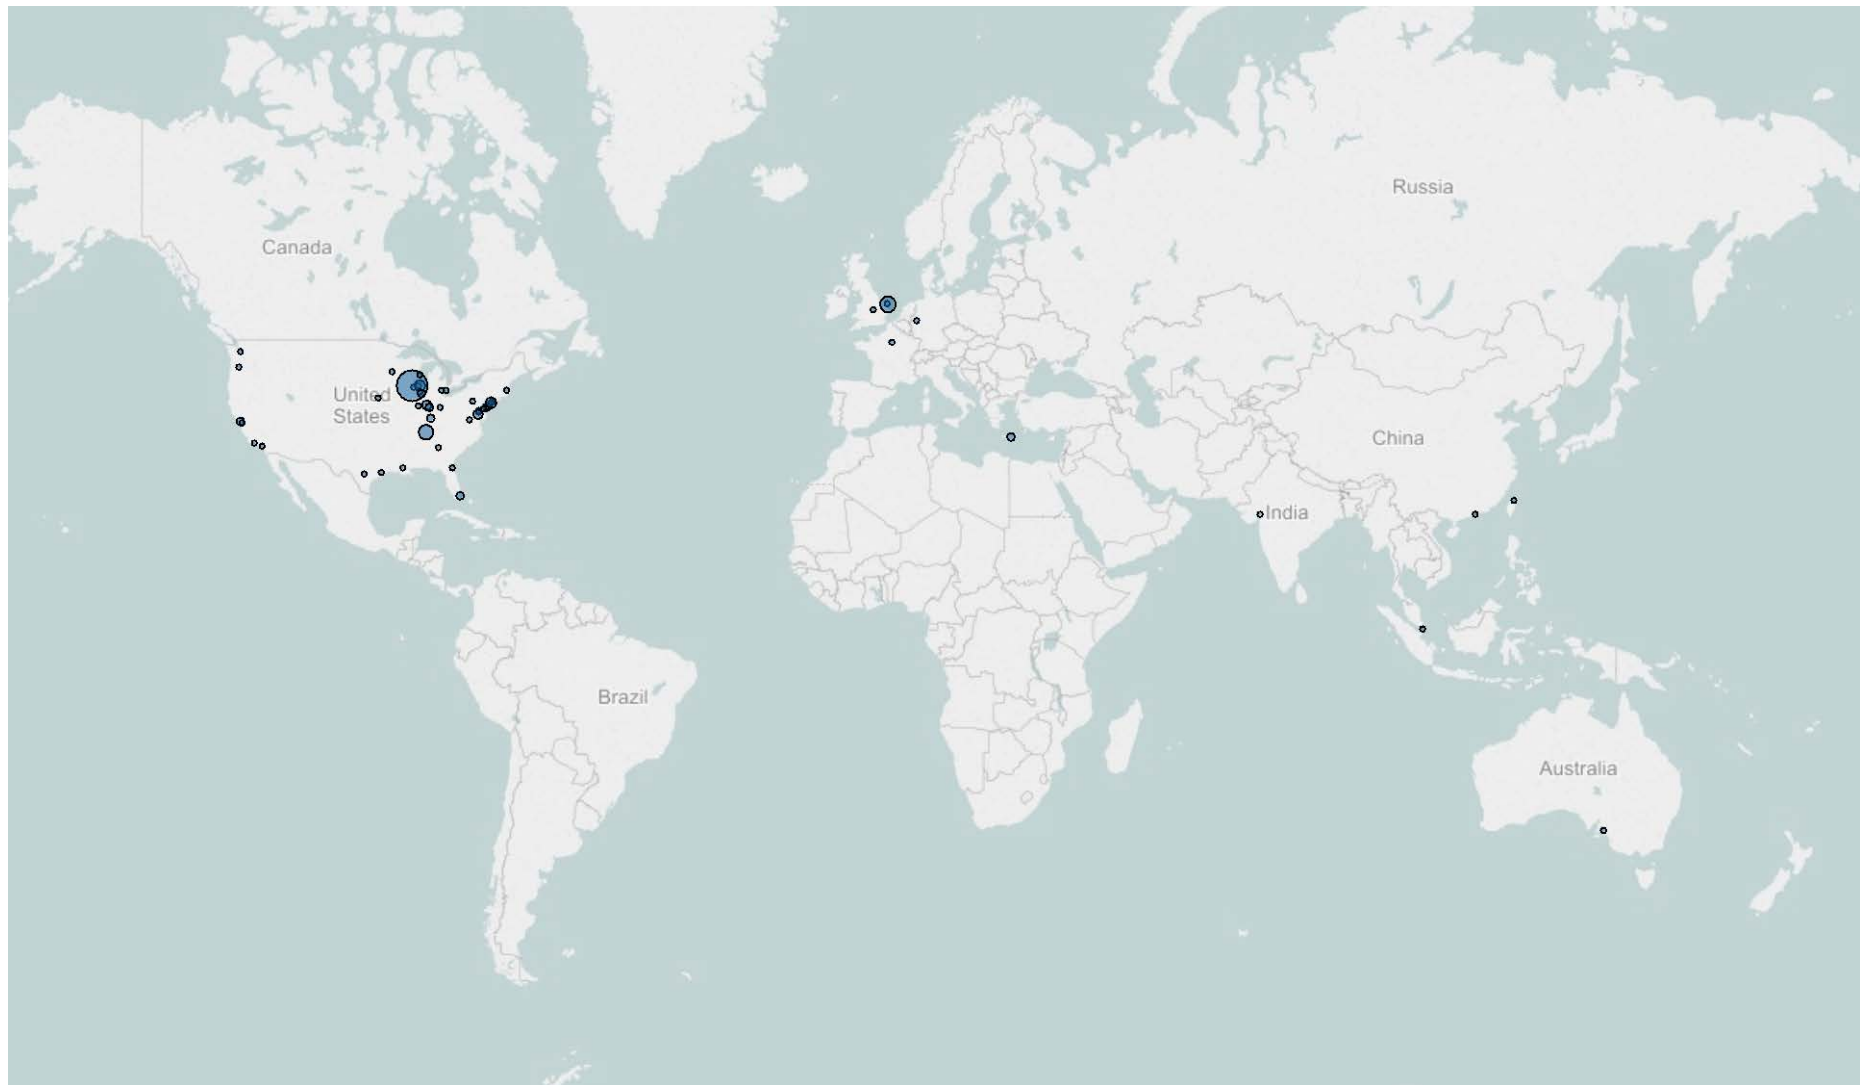 Russia
Canada
United
States
China
India
Brazil
Australia